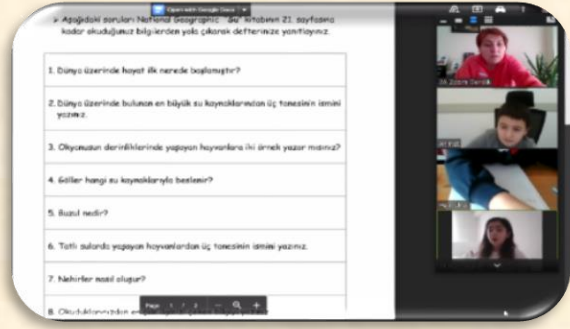 Open with Google Docs
➢ Aşağıdaki soruları National Geographic "Su" kitabının 21. sayfasına
kadar okuduğunuz bilgilerden yola çıkarak defterinize yanıtlayınız.
1. Dünya üzerinde hayat ilk nerede başlamıştır?
2. Dünya üzerinde bulunan en büyük su kaynaklarından üç tanesinin ismini
yazınız.
3. Okyanusun derinliklerinde yaşayan hayvanlara iki örnek yazar mısınız?
4. Göller hangi su kaynaklarıyla beslenir?
5. Buzul nedir?
6. Tatlı sularda yaşayan hayvanlardan üç tanesinin ismini yazınız.
7. Nehirler nasıl oluşur?
8. Okuduklarınızdan en
Page 1 / 2